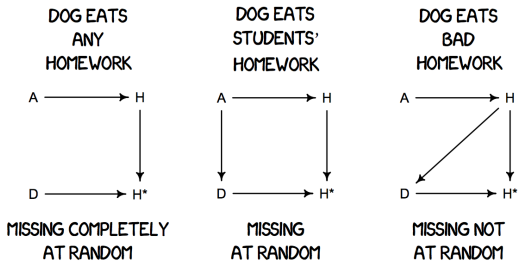 DOG EATS
ANY
HOMEWORK
A H
D H*
MISSING COMPLETELY
AT RANDOM
DOG EATS
STUDENTS'
HOMEWORK
A H
D H*
MISSING
AT RANDOM
DOG EATS
BAD
HOMEWORK
A H
D H*
MISSING NOT
AT RANDOM